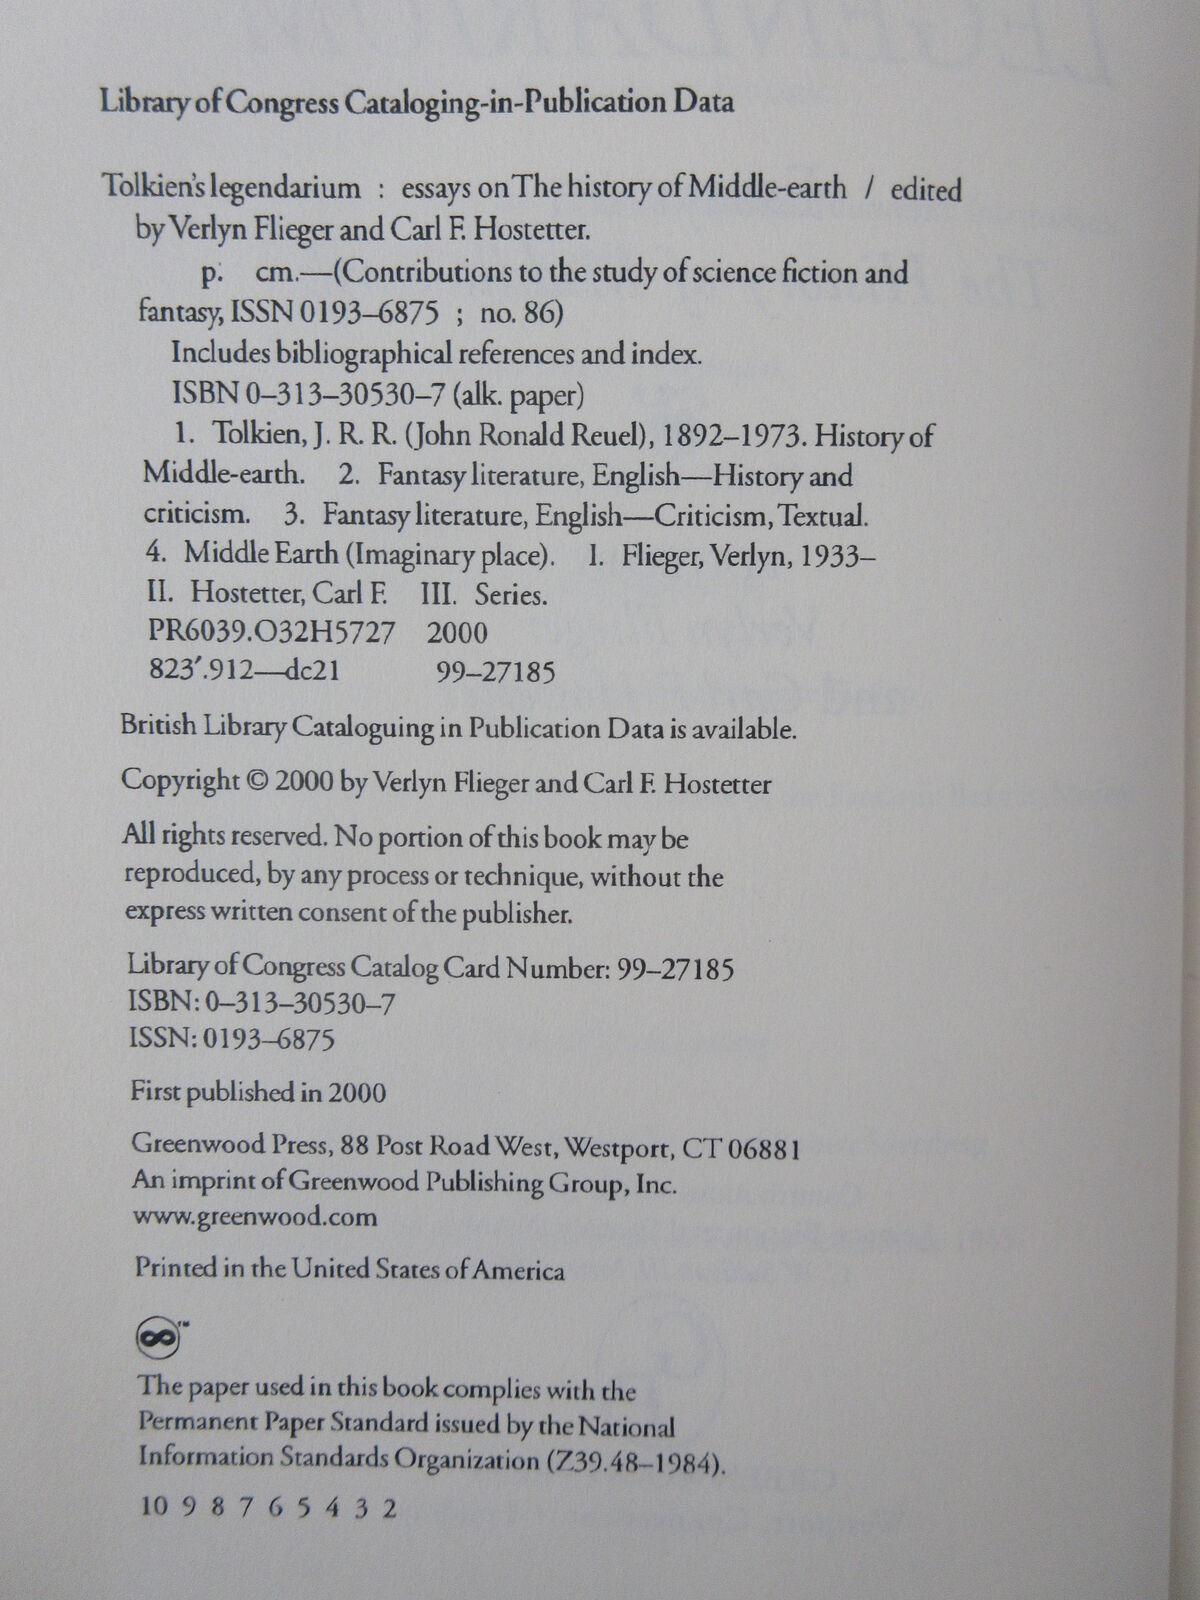 Library of Congress Cataloging-in-Publication Data
Tolkien's legendarium : essays on The history of Middle-earth / edited
by Verlyn Flieger and Carl F. Hostetter.
p. cm.—(Contributions to the study of science fiction and
fantasy, ISSN 0193–6875 ; no. 86)
Includes bibliographical references and index.
ISBN 0–313–30530–7 (alk. paper)
1. Tolkien, J. R. R. (John Ronald Reuel), 1892–1973. History of
Middle-earth. 2. Fantasy literature, English—History and
criticism. 3. Fantasy literature, English—Criticism, Textual.
4. Middle Earth (Imaginary place). I. Flieger, Verlyn, 1933–
II. Hostetter, Carl F. III. Series.
PR6039.O32H5727 2000
823′.912—dc21 99–27185
British Library Cataloguing in Publication Data is available.
Copyright © 2000 by Verlyn Flieger and Carl F. Hostetter
All rights reserved. No portion of this book may be
reproduced, by any process or technique, without the
express written consent of the publisher.
Library of Congress Catalog Card Number: 99–27185
ISBN: 0–313–30530–7
ISSN: 0193–6875
First published in 2000
Greenwood Press, 88 Post Road West, Westport, CT 06881
An imprint of Greenwood Publishing Group, Inc.
www.greenwood.com
Printed in the United States of America
™
The paper used in this book complies with the
Permanent Paper Standard issued by the National
Information Standards Organization (Z39.48–1984).
10 9 8 7 6 5 4 3 2